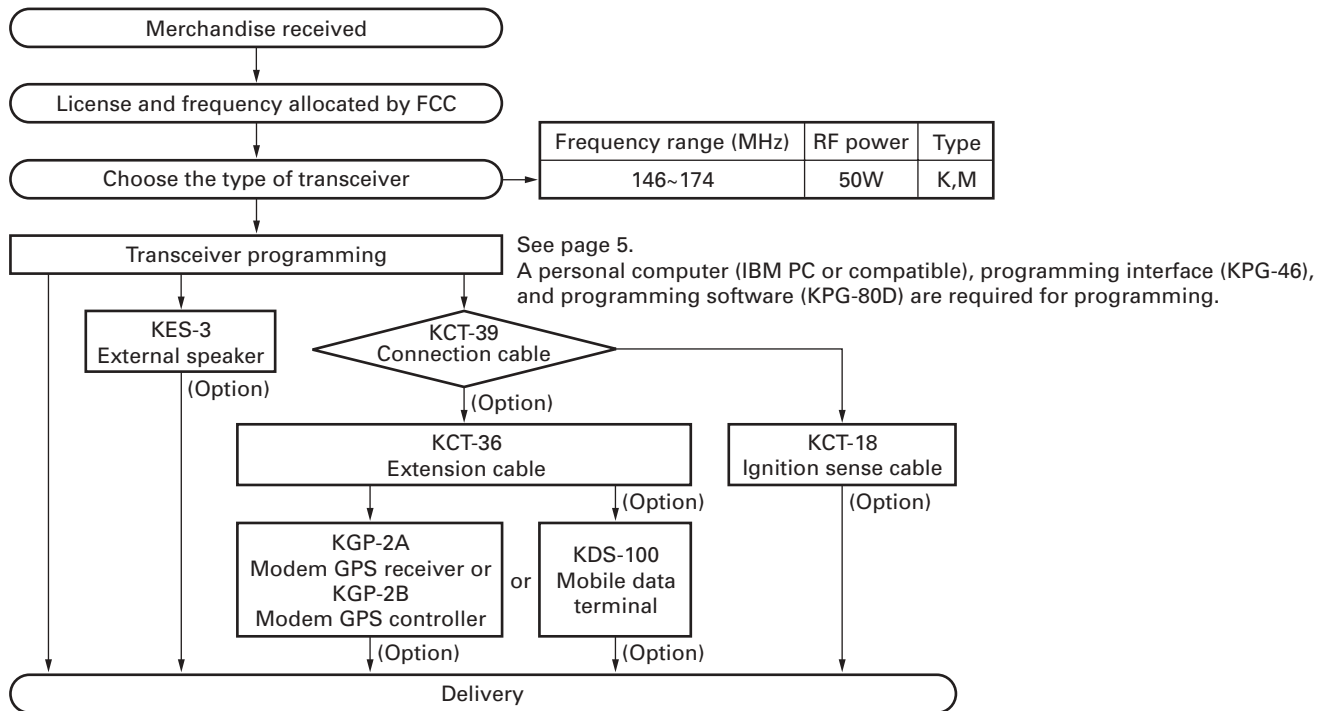 Merchandise received
License and frequency allocated by FCC
Choose the type of transceiver
Frequency range (MHz) RF power Type
146~174 50W K,M
Transceiver programming
See page 5.
A personal computer (IBM PC or compatible), programming interface (KPG-46),
and programming software (KPG-80D) are required for programming.
KES-3
External speaker
(Option)
KCT-39
Connection cable
(Option)
KCT-36
Extension cable
(Option)
KCT-18
Ignition sense cable
(Option)
KGP-2A
Modem GPS receiver or
KGP-2B
Modem GPS controller
(Option)
or
KDS-100
Mobile data
terminal
(Option)
Delivery